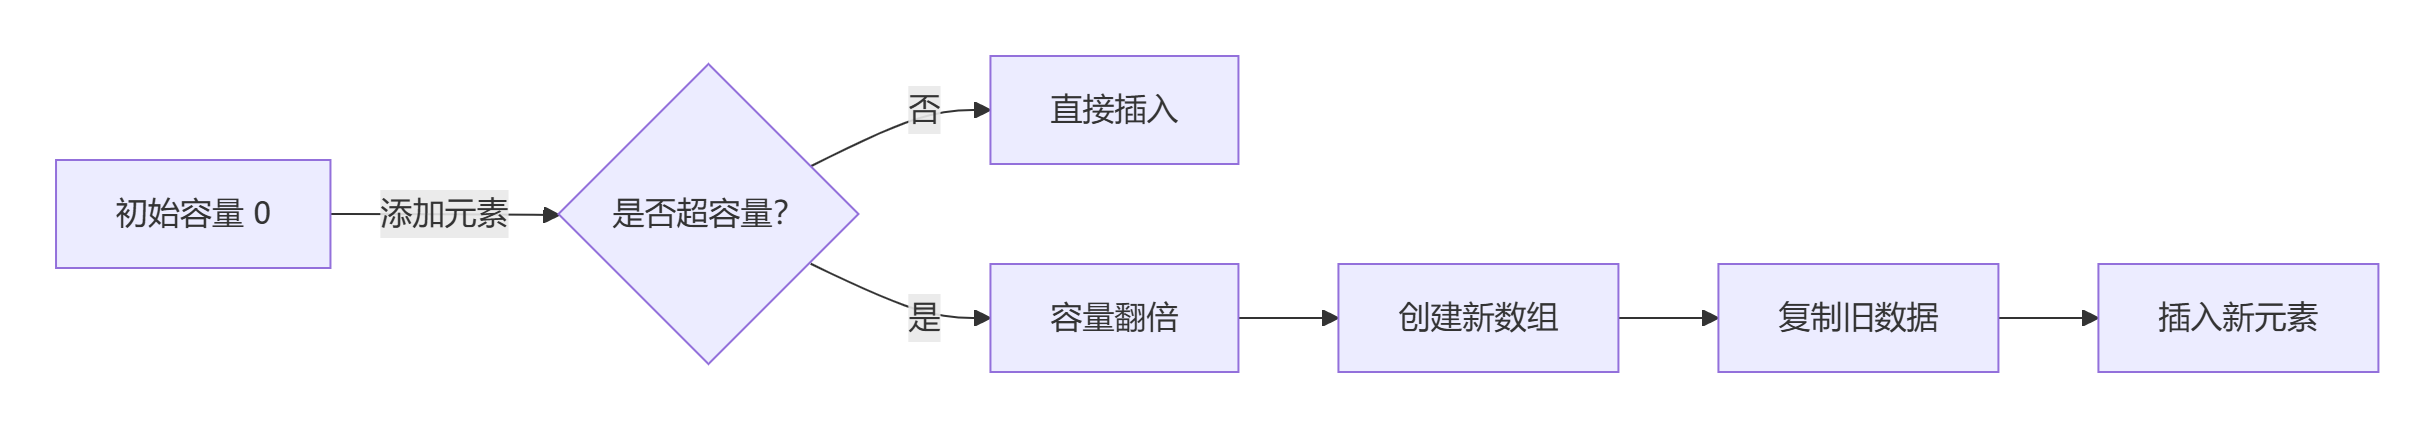 初始容量 0
添加元素
是否超容量?
否
直接插入
是
容量翻倍
创建新数组
复制旧数据
插入新元素